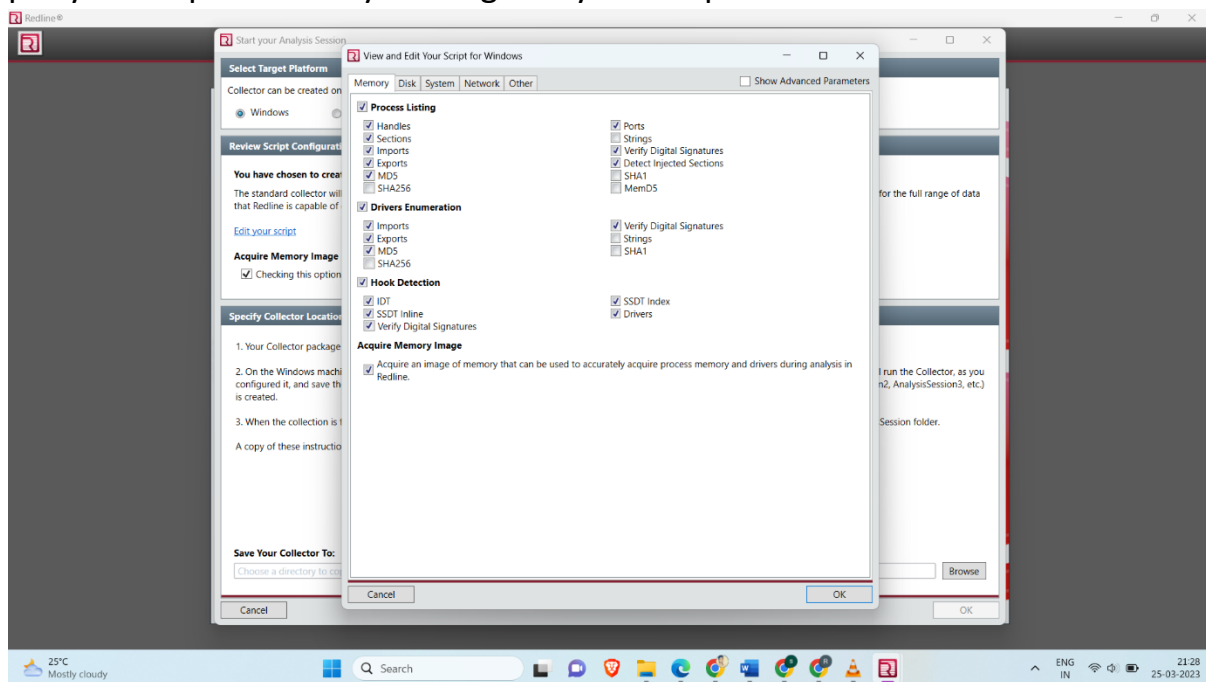 Redline®
Start your Analysis Session
View and Edit Your Script for Windows
Select Target Platform
Collector can be created on
Windows
Memory Disk System Network Other
Show Advanced Parameters
Process Listing
Handles
Sections
Imports
Exports
MD5
SHA256
Ports
Strings
Verify Digital Signatures
Detect Injected Sections
SHA1
MemD5
Drivers Enumeration
Imports
Exports
MD5
SHA256
Verify Digital Signatures
Strings
SHA1
Hook Detection
IDT
SSDT Inline
Verify Digital Signatures
SSDT Index
Drivers
Acquire Memory Image
Acquire an image of memory that can be used to accurately acquire process memory and drivers during analysis in
Redline.
Cancel
OK
Review Script Configurati
You have chosen to crea
The standard collector will
for the full range of data
that Redline is capable of
Edit your script
Acquire Memory Image
Checking this option
Specify Collector Location
1. Your Collector package
2. On the Windows machi
l run the Collector, as you
configured it, and save th
n2, AnalysisSession3, etc.)
is created.
3. When the collection is f
Session folder.
A copy of these instructio
Save Your Collector To:
Choose a directory to co
Browse
Cancel
OK
25°C
Mostly cloudy
Search
ENG
IN
21:28
25-03-2023